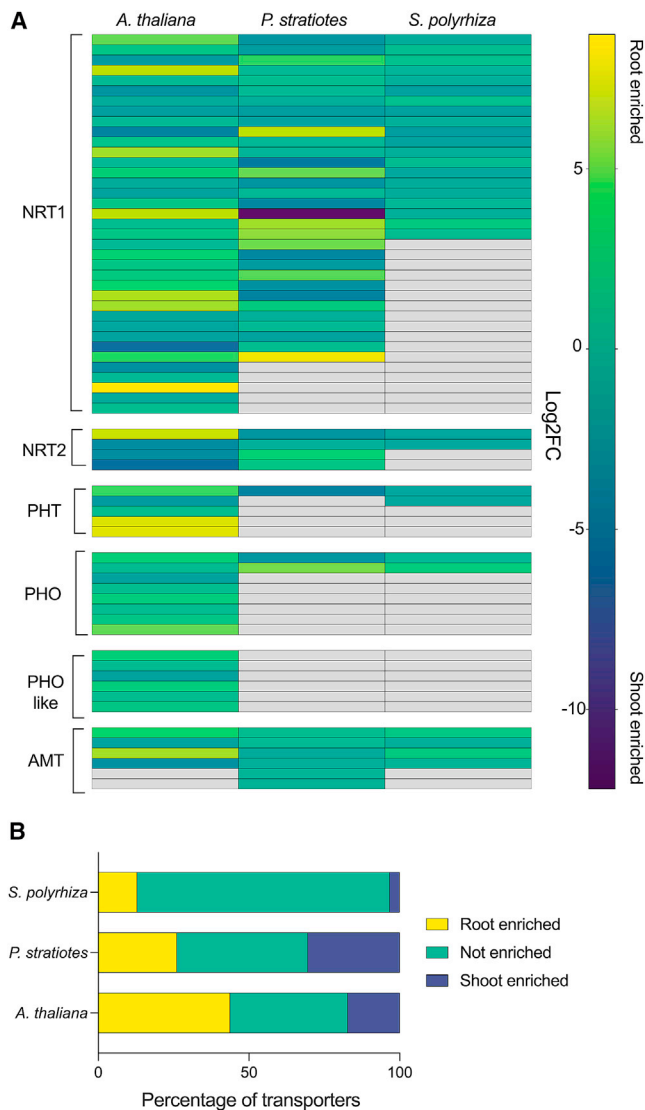 A
A. thaliana
P. stratiotes
S. polyrhiza
NRT1
NRT2
PHT
PHO
PHO
like
AMT
Root enriched
5
0
Log2FC
-5
-10
Shoot enriched
B
S. polyrhiza
P. stratiotes
A. thaliana
0
50
100
Percentage of transporters
Root enriched
Not enriched
Shoot enriched